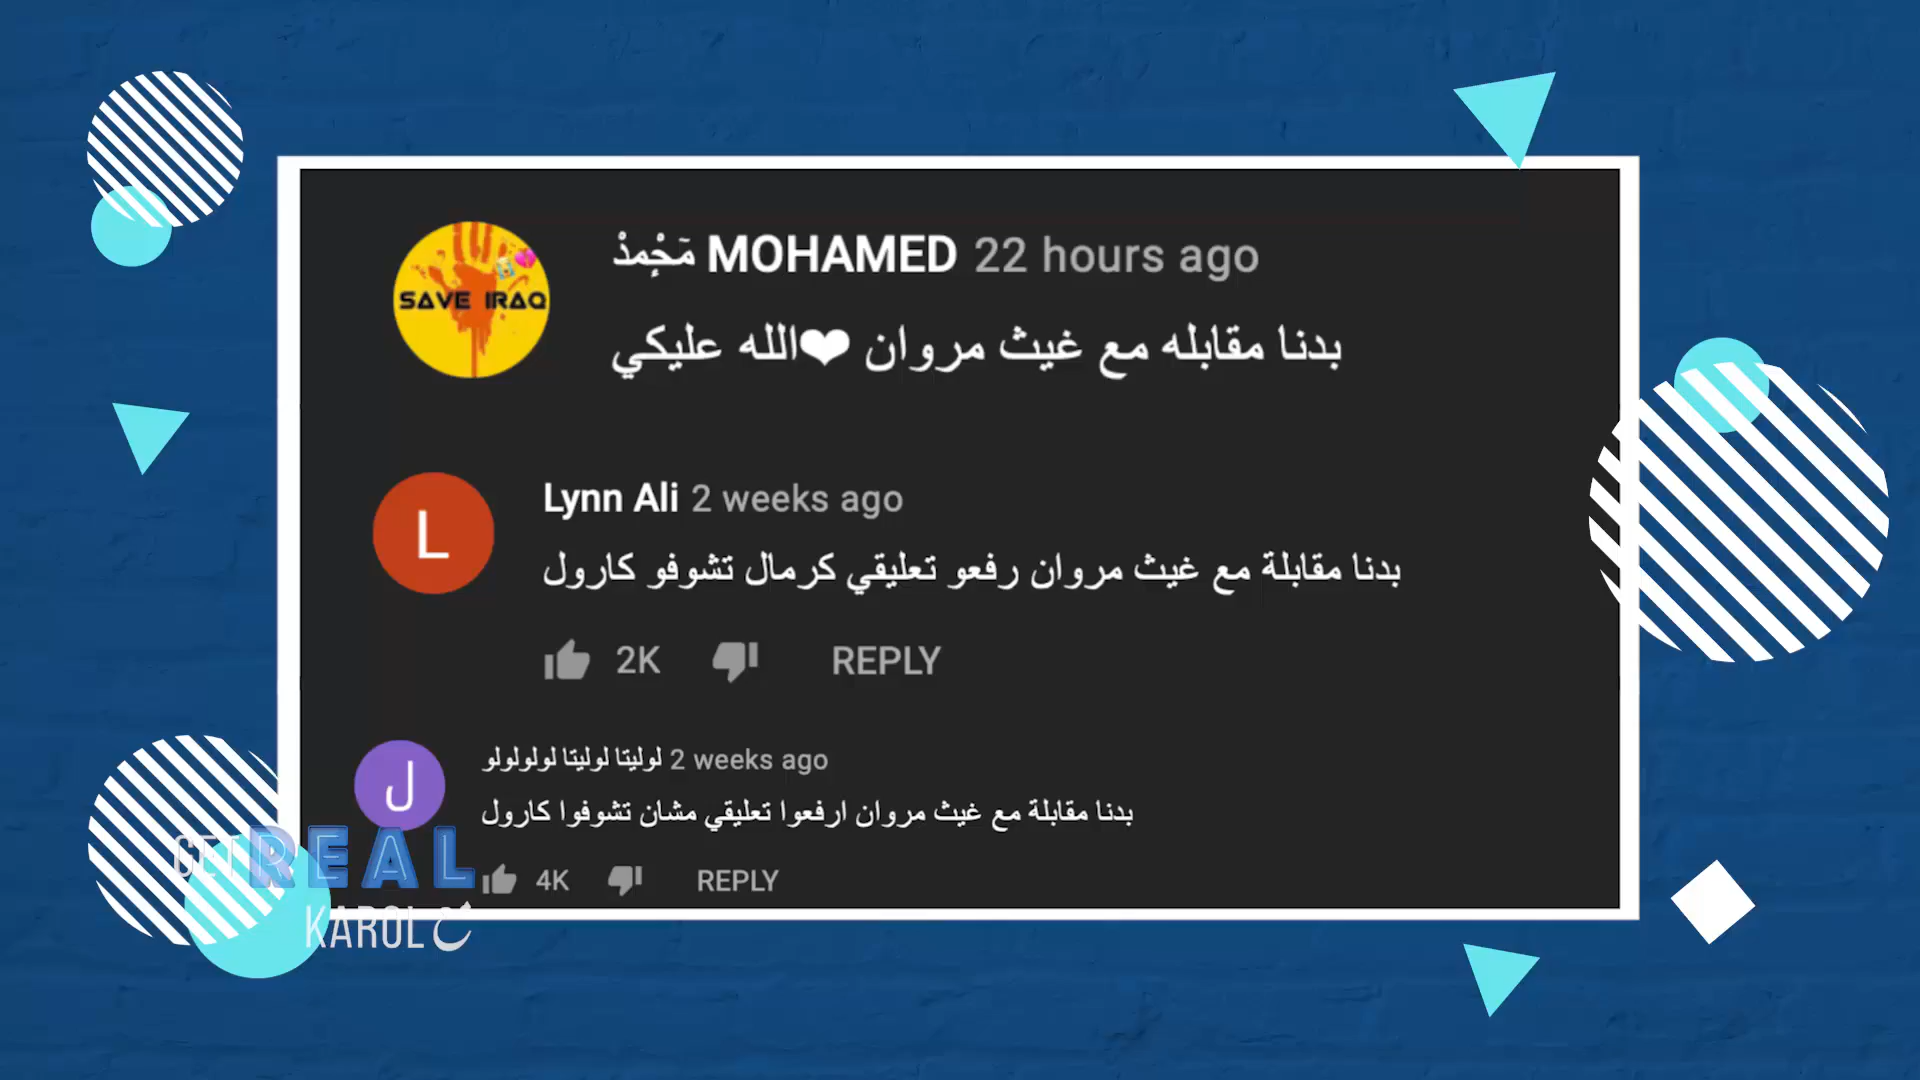 SAVE IRAQ
مَحْمِدْ MOHAMED 22 hours ago
بدنا مقابله مع غيث مروان ❤الله عليكي
L
Lynn Ali 2 weeks ago
بدنا مقابلة مع غيث مروان رفعو تعليقي كرمال تشوفو كارول
2K REPLY
ل
لوليتا لوليتا لولولولو 2 weeks ago
بدنا مقابلة مع غيث مروان ارفعوا تعليقي مشان تشوفوا كارول
4K REPLY
GET REAL
KAROL ع